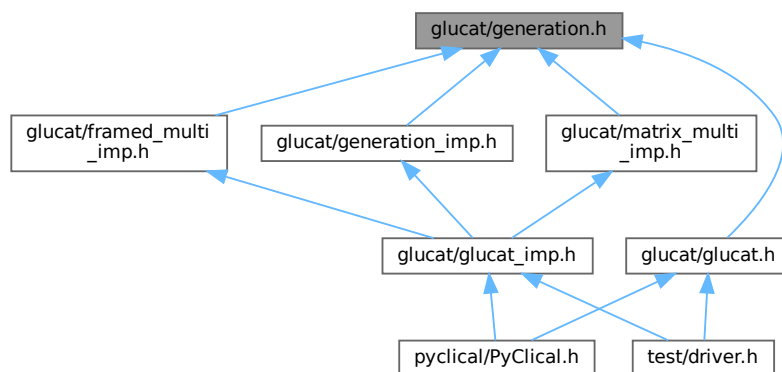 glucat/generation.h
glucat/framed_multi
_imp.h
glucat/generation_imp.h
glucat/matrix_multi
_imp.h
glucat/glucat_imp.h
glucat/glucat.h
pyclical/PyClical.h
test/driver.h